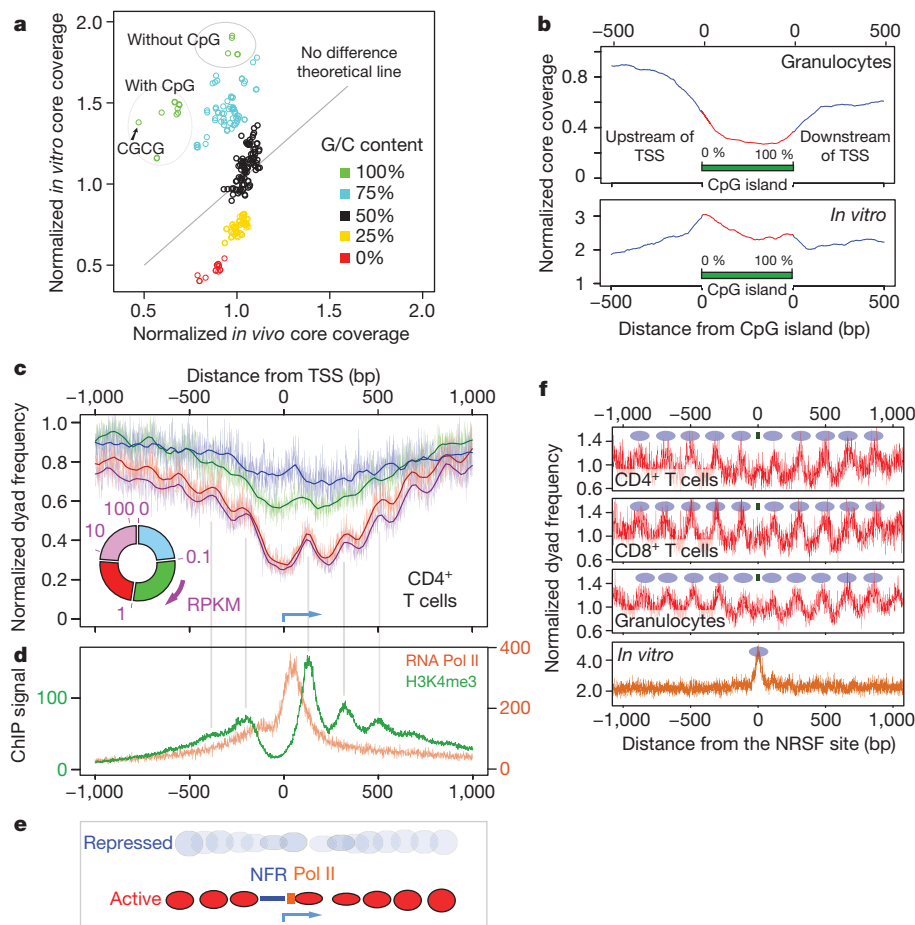 a
2.0
1.5
1.0
0.5
Normalized in vitro core coverage
Without CpG
With CpG
CGCG
No difference
theoretical line
G/C content
100%
75%
50%
25%
0%
0.5 1.0 1.5 2.0
Normalized in vivo core coverage
b
−500 0 0 500
Granulocytes
0.8
0.4
0
Upstream of
TSS
Downstream
of TSS
0 % 100 %
CpG island
Normalized core coverage
In vitro
3
2
1
0 % 100 %
CpG island
−500 0 0 500
Distance from CpG island (bp)
c
Distance from TSS (bp)
−1,000 −500 0 500 1,000
1.0
0.8
0.6
0.4
0.2
0
Normalized dyad frequency
100 0
10
0.1
1
RPKM
CD4+
T cells
d
RNA Pol II
H3K4me3
ChIP signal
100
0
400
200
0
−1,000 −500 0 500 1,000
e
Repressed
NFR Pol II
Active
f
−1,000 −500 0 500 1,000
1.4
1.0
0.6
CD4+ T cells
1.4
1.0
0.6
CD8+ T cells
1.4
1.0
0.6
Granulocytes
Normalized dyad frequency
In vitro
4.0
2.0
−1,000 −500 0 500 1,000
Distance from the NRSF site (bp)